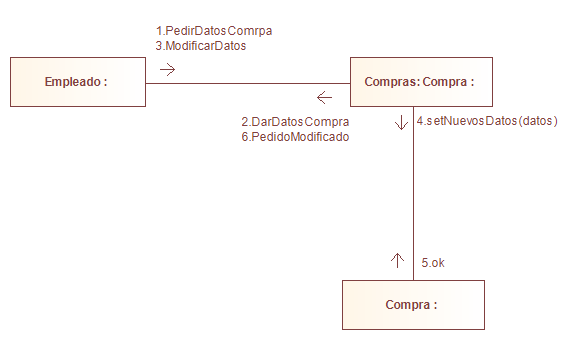 1.PedirDatosComrpa
3.ModificarDatos
Empleado :
Compras: Compra :
2.DarDatosCompra
6.PedidoModificado
4.setNuevosDatos(datos)
5.ok
Compra :